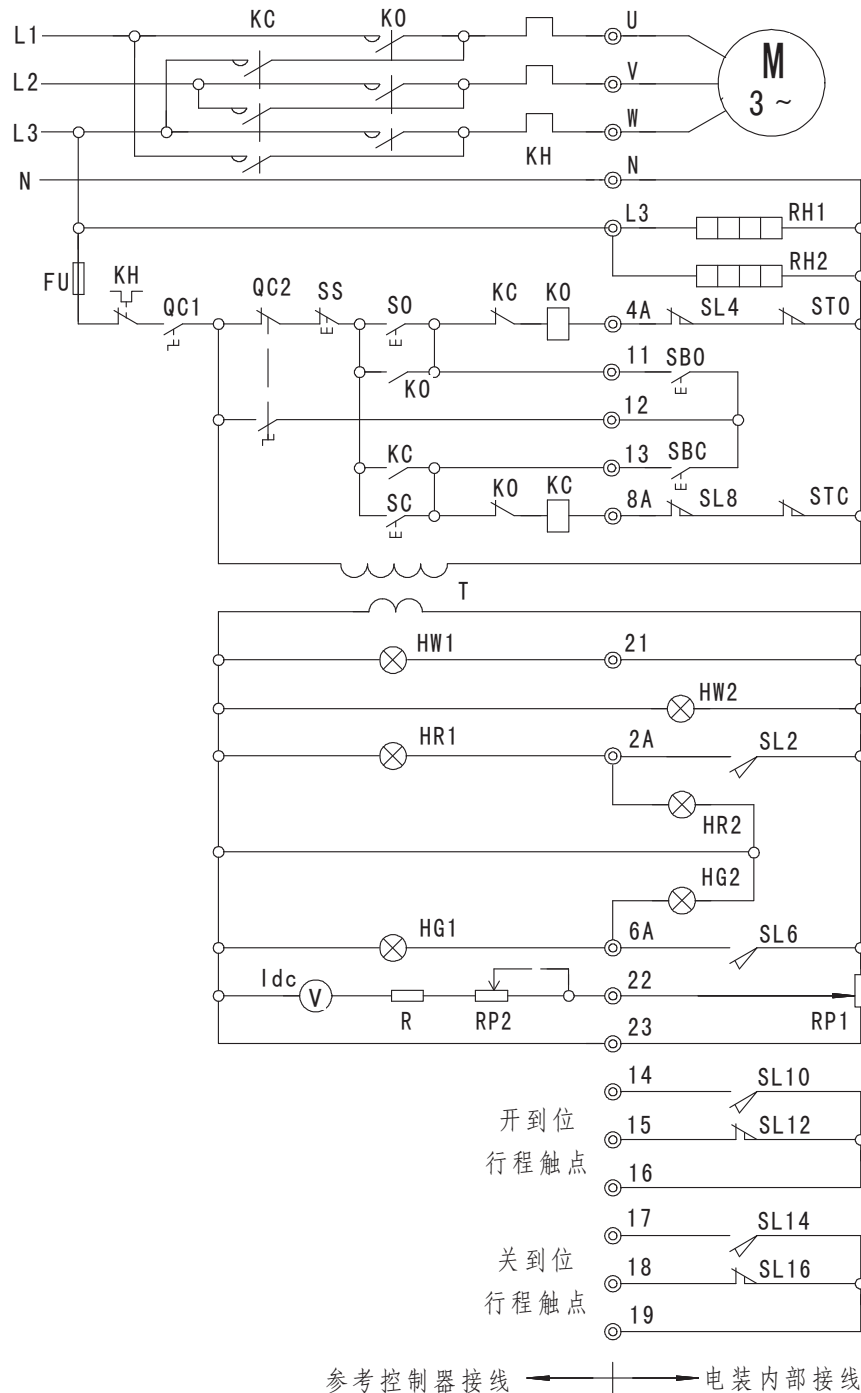 KC KO U
L1
V
L2
M
3 ~
W
L3
KH
N N
L3 RH1
RH2
FU KH QC1 QC2 SS SO KC KO 4A SL4 STO
KO 11 SBO
12
KC 13 SBC
SC KO KC 8A SL8 STC
T
HW1 21
HW2
HR1 2A SL2
HR2
HG2
HG1 6A SL6
Idc V R RP2 22 RP1
23
14 SL10
开到位
15 SL12
行程触点
16
17 SL14
关到位
18 SL16
行程触点
19
参考控制器接线 电装内部接线